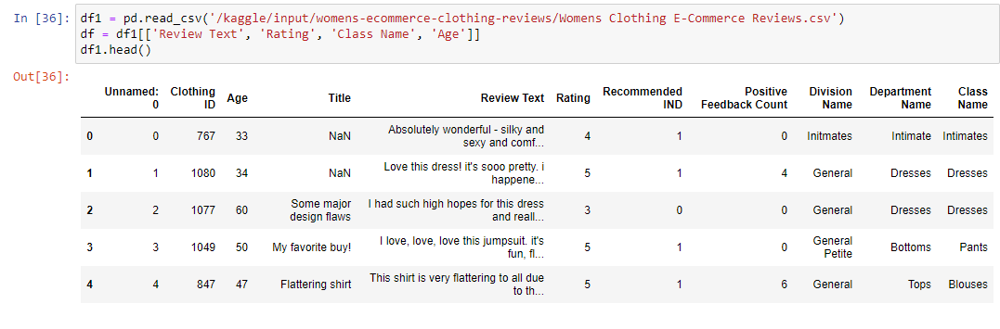 In [36]: df1 = pd.read_csv('/kaggle/input/womens-ecommerce-clothing-reviews/Womens Clothing E-Commerce Reviews.csv')
df = df1[['Review Text', 'Rating', 'Class Name', 'Age']]
df1.head()
Out[36]:
Unnamed: Clothing Age Title Review Text Rating Recommended Positive Division Department Class
0 ID IND Feedback Count Name Name Name
0 0 767 33 NaN Absolutely wonderful - silky and 4 1 0 Initmates Intimate Intimates
sexy and comf...
1 1 1080 34 NaN Love this dress! it's sooo pretty. i 5 1 4 General Dresses Dresses
happene...
2 2 1077 60 Some major I had such high hopes for this dress 3 0 0 General Dresses Dresses
design flaws and reall...
3 3 1049 50 My favorite buy! I love, love, love this jumpsuit. it's 5 1 0 General Bottoms Pants
fun, fl... Petite
4 4 847 47 Flattering shirt This shirt is very flattering to all due 5 1 6 General Tops Blouses
to th...